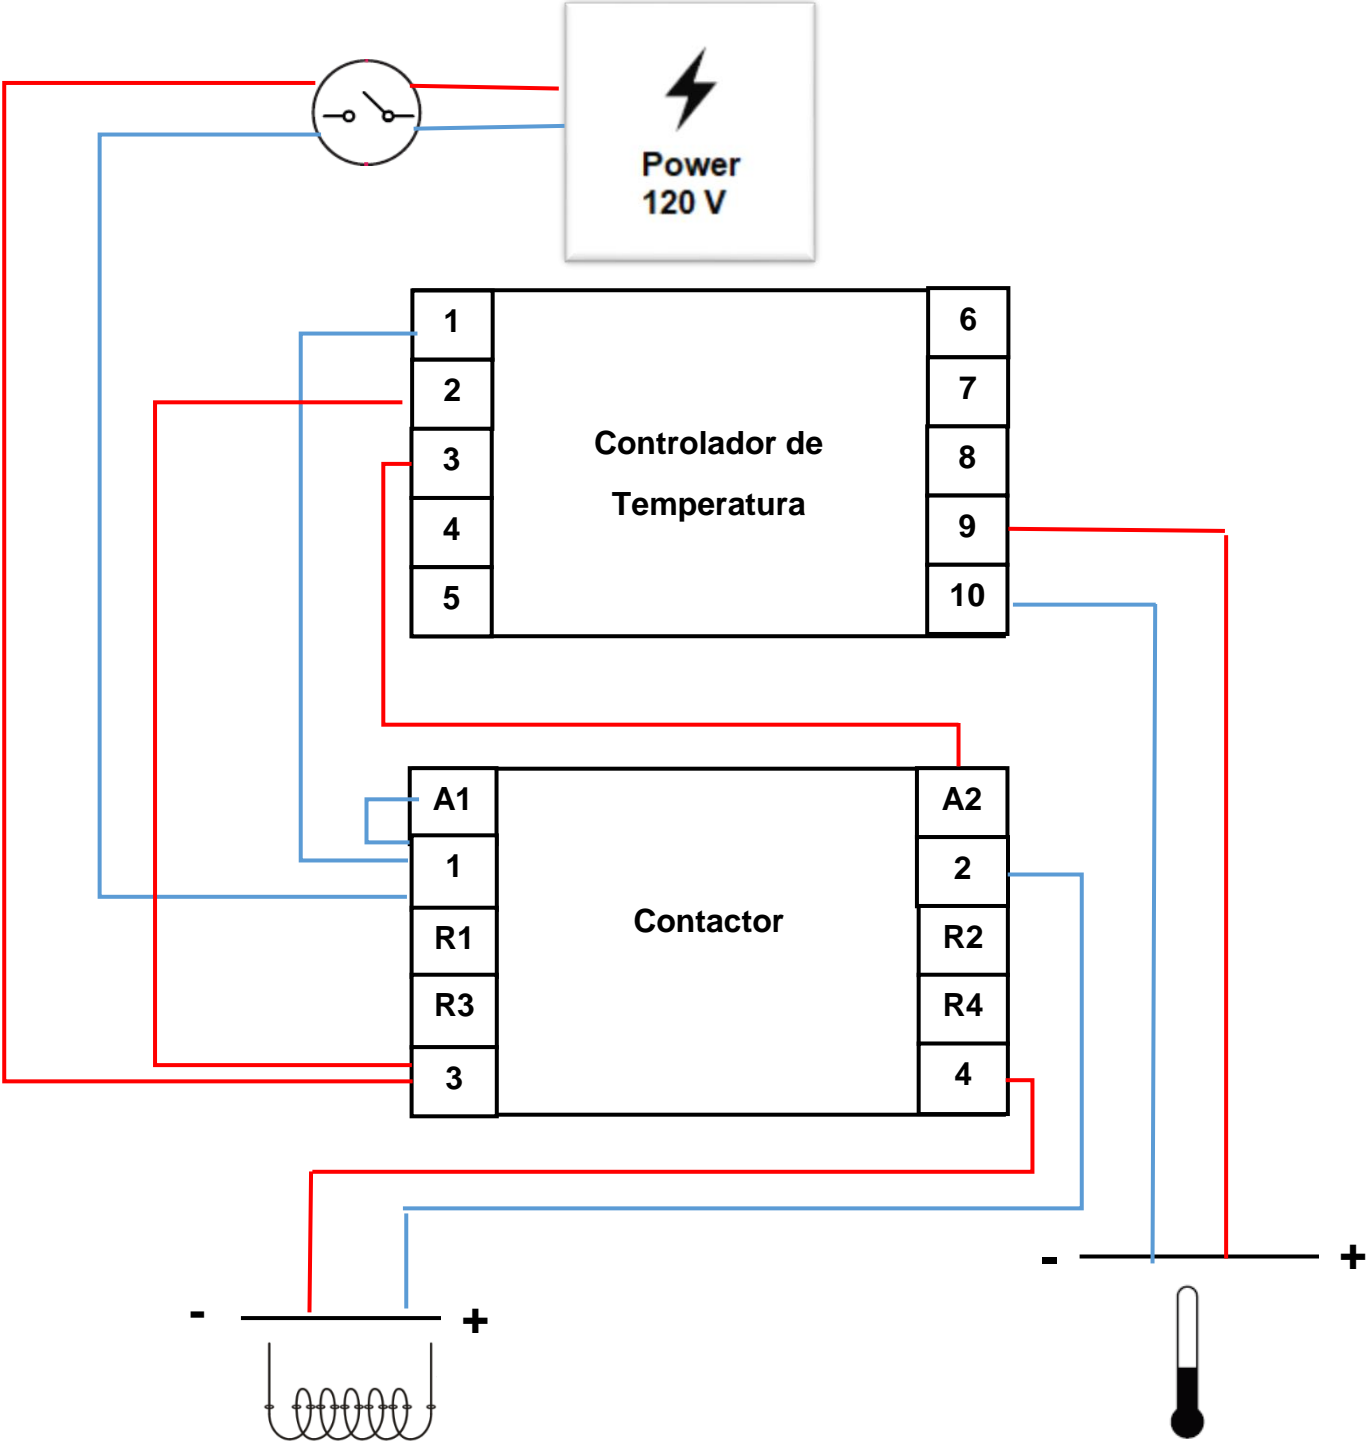 Power
120 V
1
2
3
4
5
Controlador de
Temperatura
6
7
8
9
10
A1
1
R1
R3
3
Contactor
A2
2
R2
R4
4
- +
- +